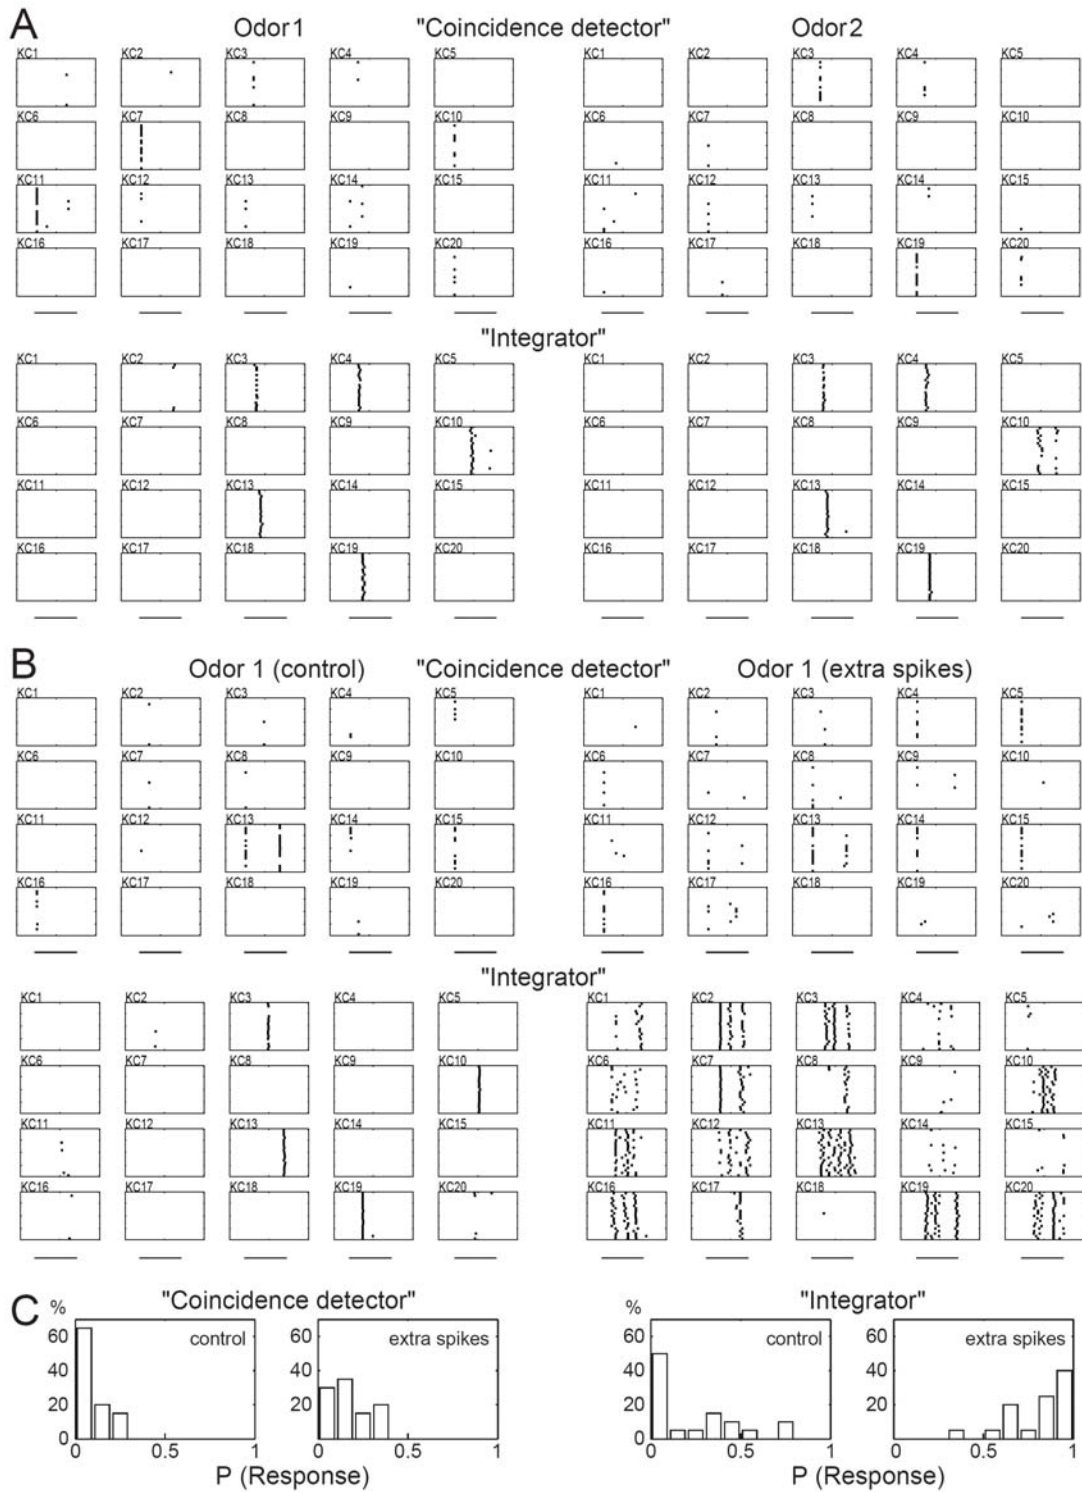 A
Odor 1 "Coincidence detector" Odor 2
KC1 KC2 KC3 KC4 KC5 KC1 KC2 KC3 KC4 KC5
KC6 KC7 KC8 KC9 KC10 KC6 KC7 KC8 KC9 KC10
KC11 KC12 KC13 KC14 KC15 KC11 KC12 KC13 KC14 KC15
KC16 KC17 KC18 KC19 KC20 KC16 KC17 KC18 KC19 KC20
"Integrator"
KC1 KC2 KC3 KC4 KC5 KC1 KC2 KC3 KC4 KC5
KC6 KC7 KC8 KC9 KC10 KC6 KC7 KC8 KC9 KC10
KC11 KC12 KC13 KC14 KC15 KC11 KC12 KC13 KC14 KC15
KC16 KC17 KC18 KC19 KC20 KC16 KC17 KC18 KC19 KC20
B
Odor 1 (control) "Coincidence detector" Odor 1 (extra spikes)
KC1 KC2 KC3 KC4 KC5 KC1 KC2 KC3 KC4 KC5
KC6 KC7 KC8 KC9 KC10 KC6 KC7 KC8 KC9 KC10
KC11 KC12 KC13 KC14 KC15 KC11 KC12 KC13 KC14 KC15
KC16 KC17 KC18 KC19 KC20 KC16 KC17 KC18 KC19 KC20
"Integrator"
KC1 KC2 KC3 KC4 KC5 KC1 KC2 KC3 KC4 KC5
KC6 KC7 KC8 KC9 KC10 KC6 KC7 KC8 KC9 KC10
KC11 KC12 KC13 KC14 KC15 KC11 KC12 KC13 KC14 KC15
KC16 KC17 KC18 KC19 KC20 KC16 KC17 KC18 KC19 KC20
C
"Coincidence detector" "Integrator"
% %
60 control 60 extra spikes 60 control 60 extra spikes
40 40 40 40
20 20 20 20
0 0 0 0
0 0.5 1 0 0.5 1 0 0.5 1 0 0.5 1
P (Response) P (Response)